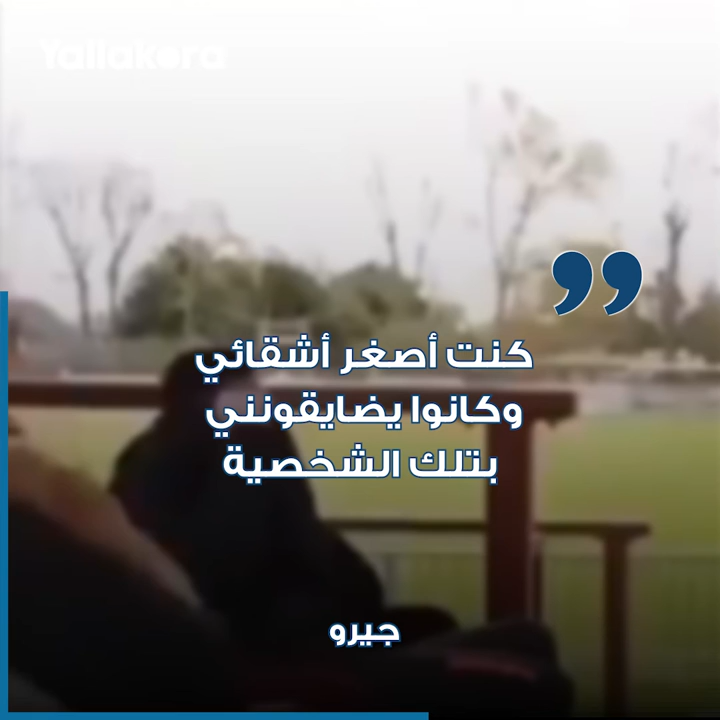 Yallakora
كنت أصغر أشقائي
وكانوا يضايقونني
بتلك الشخصية
جيرو